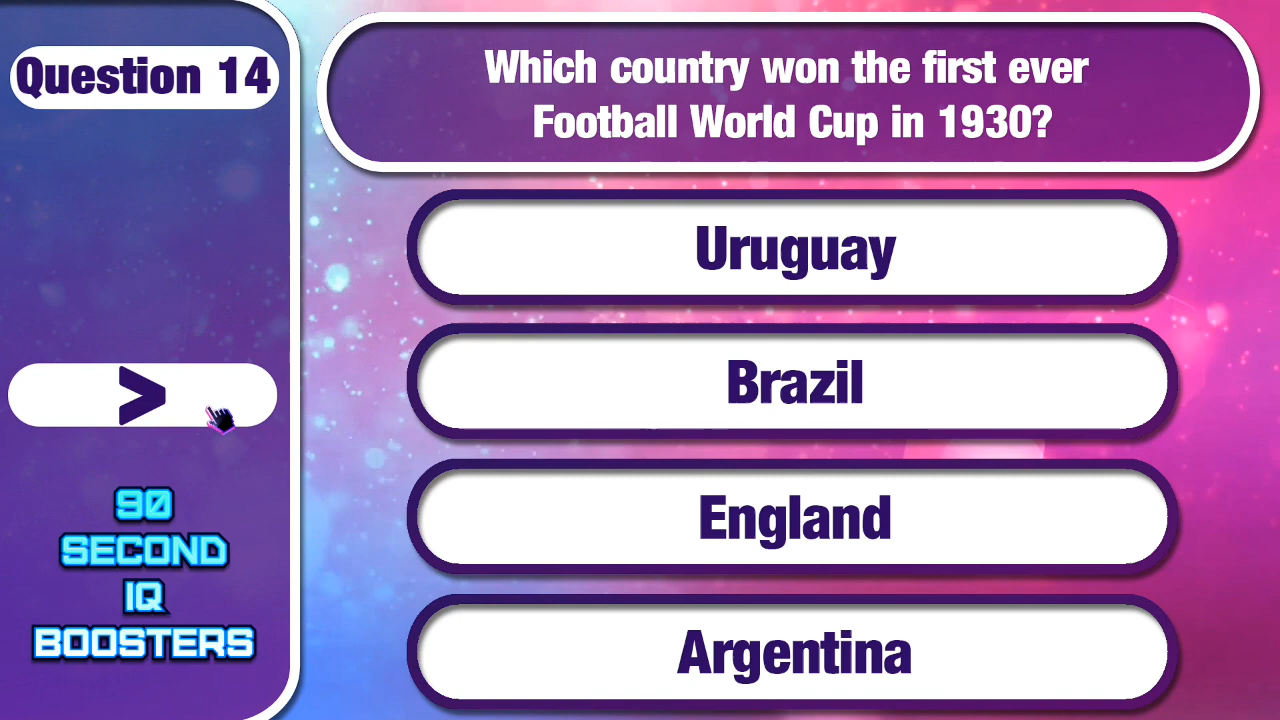 Question 14
Which country won the first ever
Football World Cup in 1930?
Uruguay
Brazil
>
England
Argentina
90
SECOND
IQ
BOOSTERS